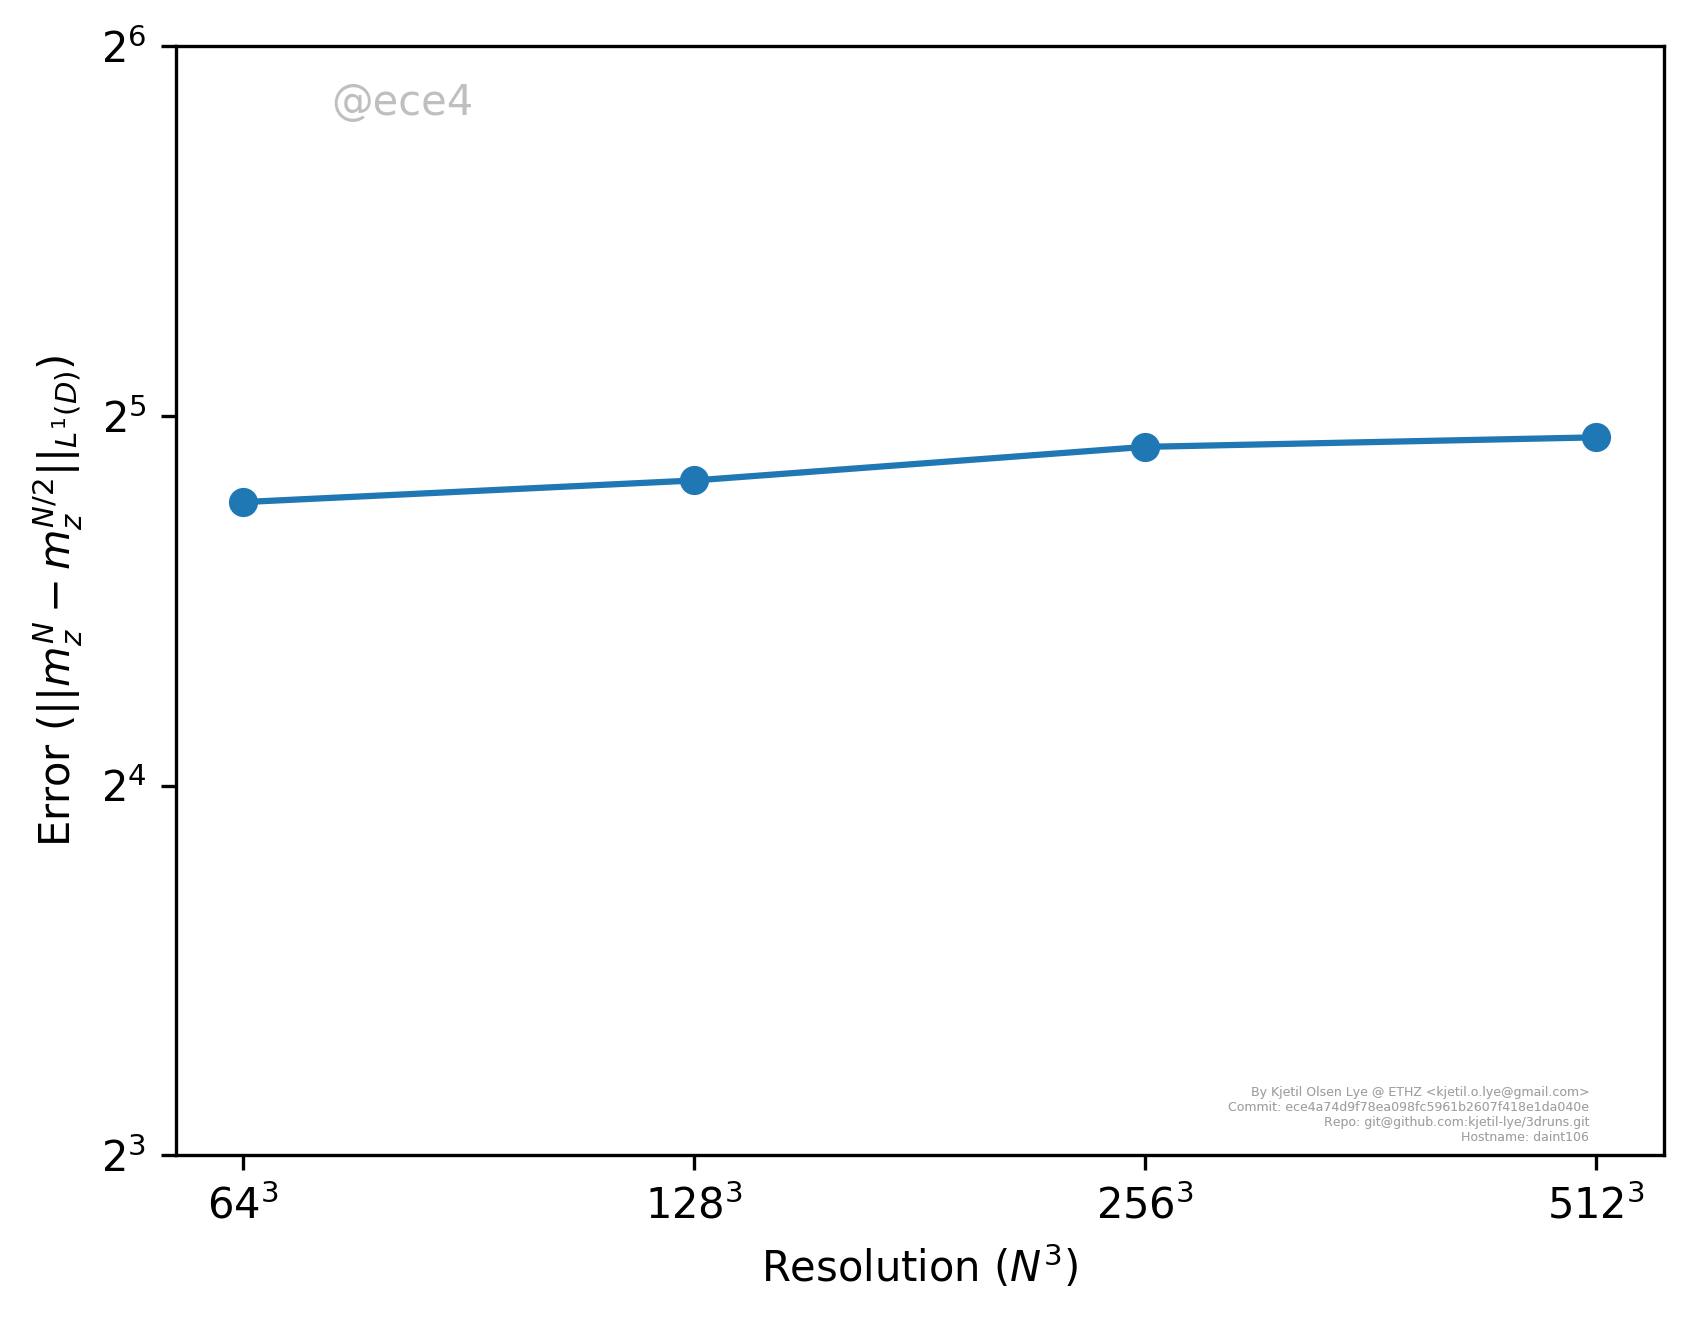 @ece4
2^6
2^5
2^4
2^3
Error (||m_z^N − m_z^{N/2}||_{L^1(D)})
64^3 128^3 256^3 512^3
Resolution (N^3)
By Kjetil Olsen Lye @ ETHZ <kjetil.o.lye@gmail.com>
Commit: ece4a74d9f78ea098fc5961b2607f418e1da040e
Repo: git@github.com:kjetil-lye/3druns.git
Hostname: daint106